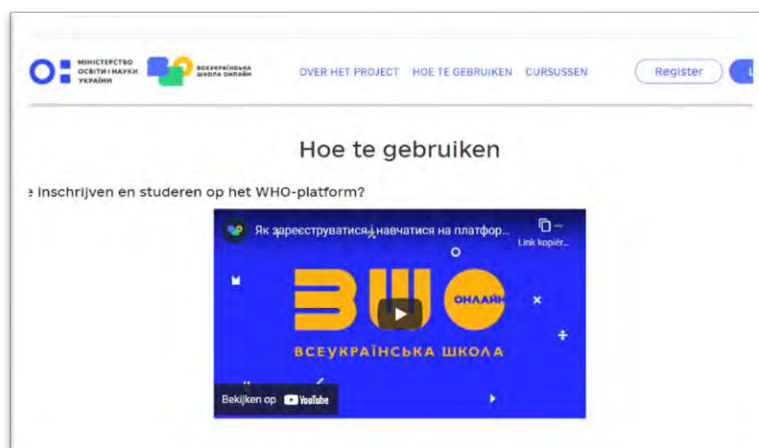 МІНІСТЕРСТВО
ОСВІТИ І НАУКИ
УКРАЇНИ
ВСЕУКРАЇНСЬКА
ШКОЛА ОНЛАЙН
OVER HET PROJECT HOE TE GEBRUIKEN CURSUSSEN
Register
L
Hoe te gebruiken
e inschrijven en studeren op het WHO-platform?
Як зареєструватися і навчатися на платфор...
Link kopiër...
ВШО
ОНЛАЙН
ВСЕУКРАЇНСЬКА ШКОЛА
Bekijken op YouTube